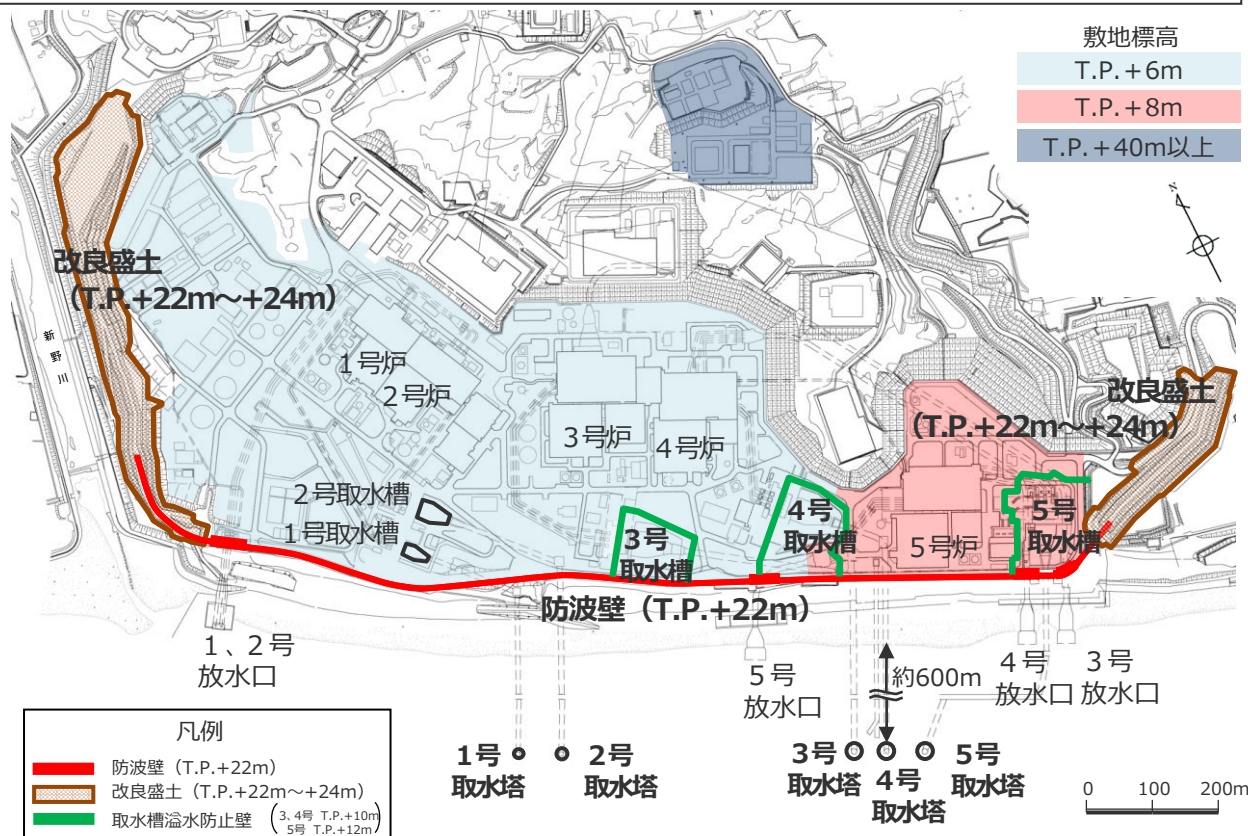 敷地標高
T.P.+6m
T.P.+8m
T.P.+40m以上
N
改良盛土
(T.P.+22m～+24m)
新野川
1号炉
2号炉
3号炉
4号炉
改良盛土
(T.P.+22m～+24m)
2号取水槽
1号取水槽
3号
取水槽
4号
取水槽
5号炉
5号
取水槽
防波壁（T.P.+22m）
1、2号
放水口
5号
放水口
約600m
4号
放水口
3号
放水口
1号
取水塔
2号
取水塔
3号
取水塔
4号
取水塔
5号
取水塔
0 100 200m
凡例
防波壁（T.P.+22m）
改良盛土（T.P.+22m～+24m）
取水槽溢水防止壁（3、4号 T.P.+10m
5号 T.P.+12m）